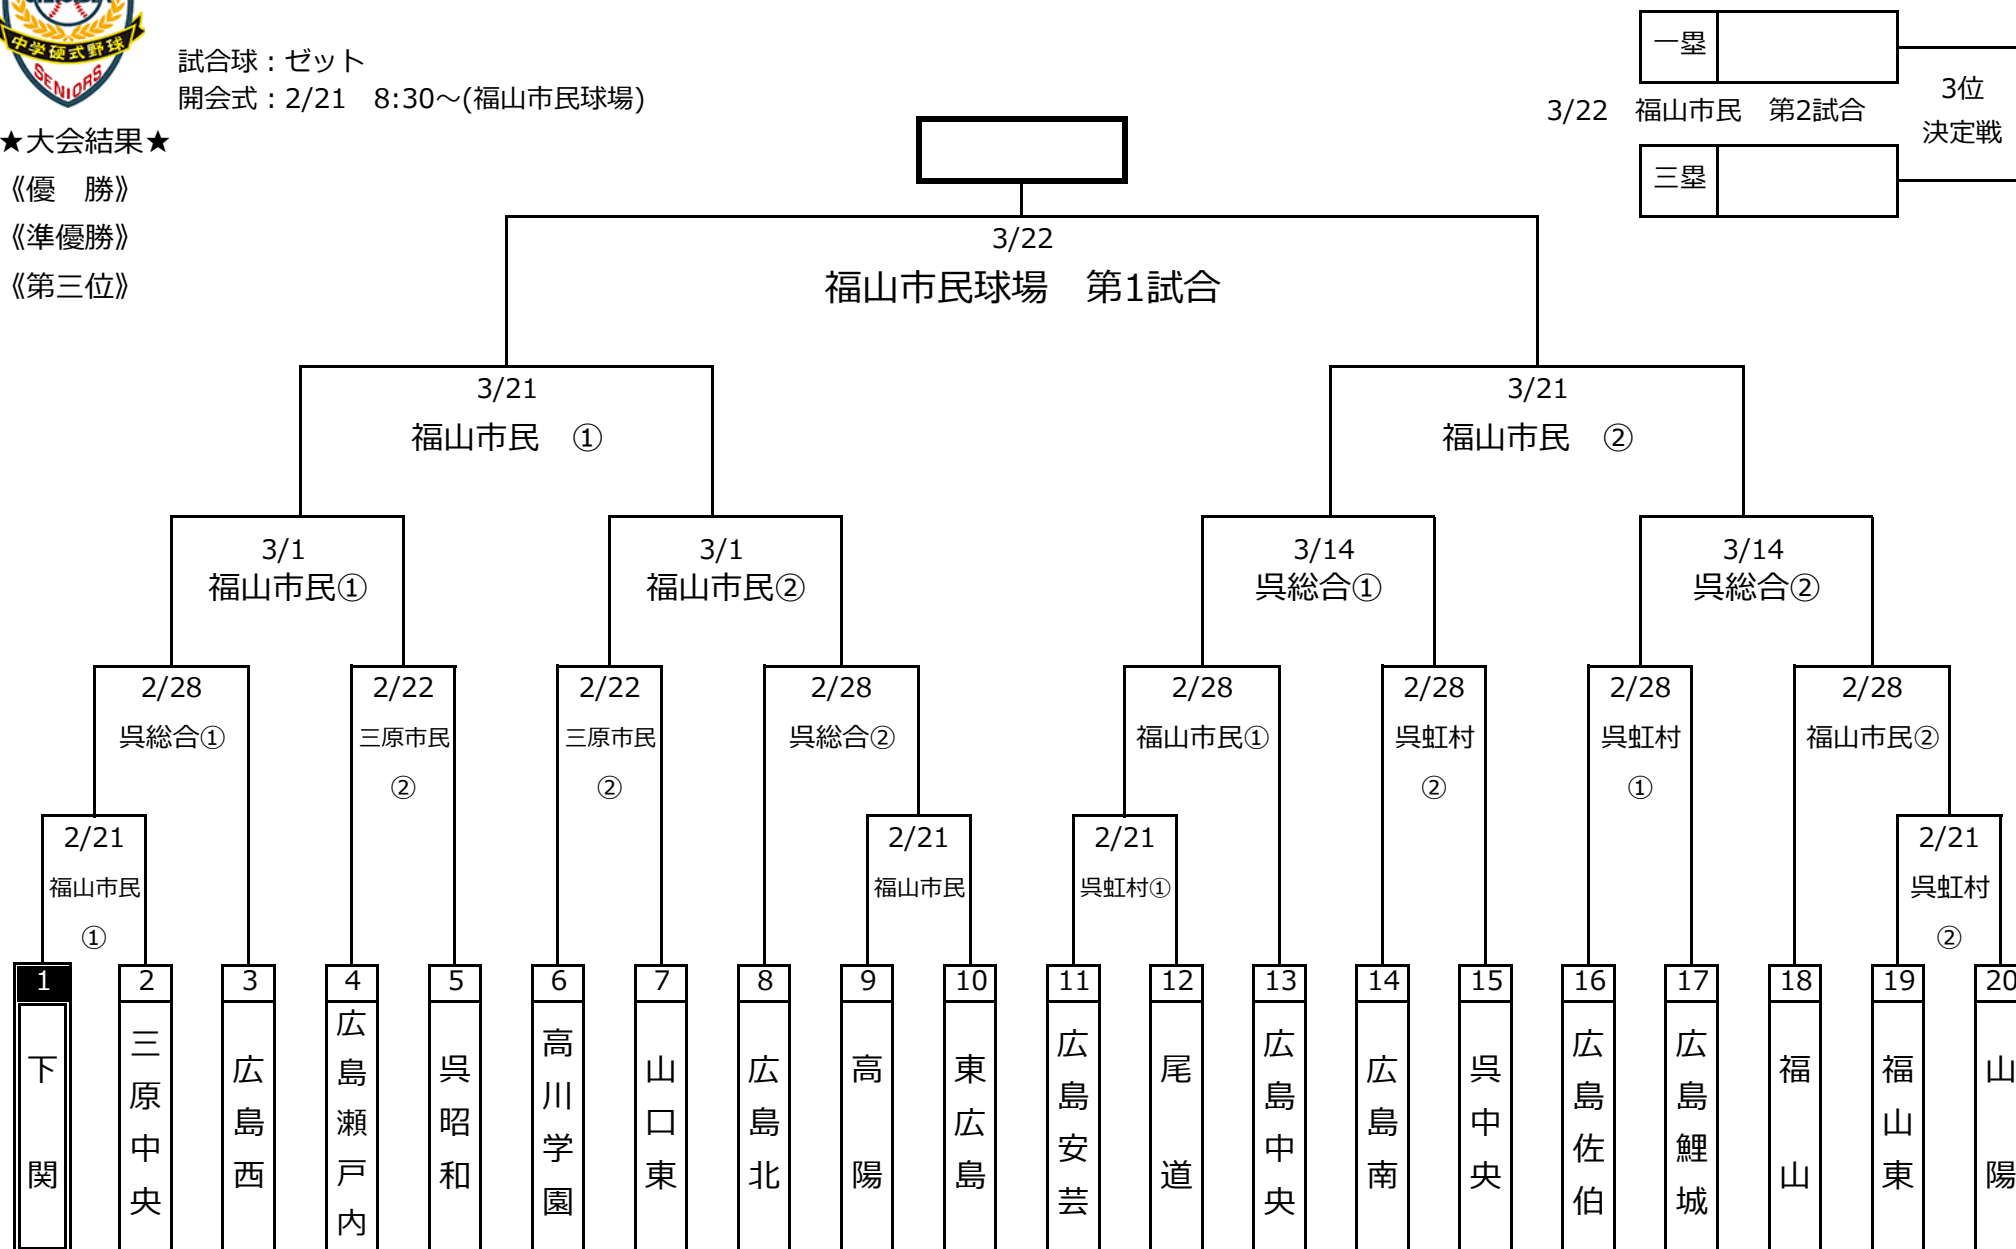 中学硬式野球
SENIORS
試合球：ゼット
開会式：2/21　8:30～(福山市民球場)
★大会結果★
《優　勝》
《準優勝》
《第三位》
一塁
3/22　福山市民　第2試合
3位
決定戦
三塁
3/22
福山市民球場　第1試合
3/21
福山市民　①
3/21
福山市民　②
3/1
福山市民①
3/1
福山市民②
3/14
呉総合①
3/14
呉総合②
2/28
呉総合①
2/22
三原市民
②
2/22
三原市民
②
2/28
呉総合②
2/28
福山市民①
2/28
呉虹村
②
2/28
呉虹村
①
2/28
福山市民②
2/21
福山市民
①
2/21
福山市民
2/21
呉虹村①
2/21
呉虹村
②
1
下関
2
三原中央
3
広島西
4
広島瀬戸内
5
呉昭和
6
高川学園
7
山口東
8
広島北
9
高陽
10
東広島
11
広島安芸
12
尾道
13
広島中央
14
広島南
15
呉中央
16
広島佐伯
17
広島鯉城
18
福山
19
福山東
20
山陽